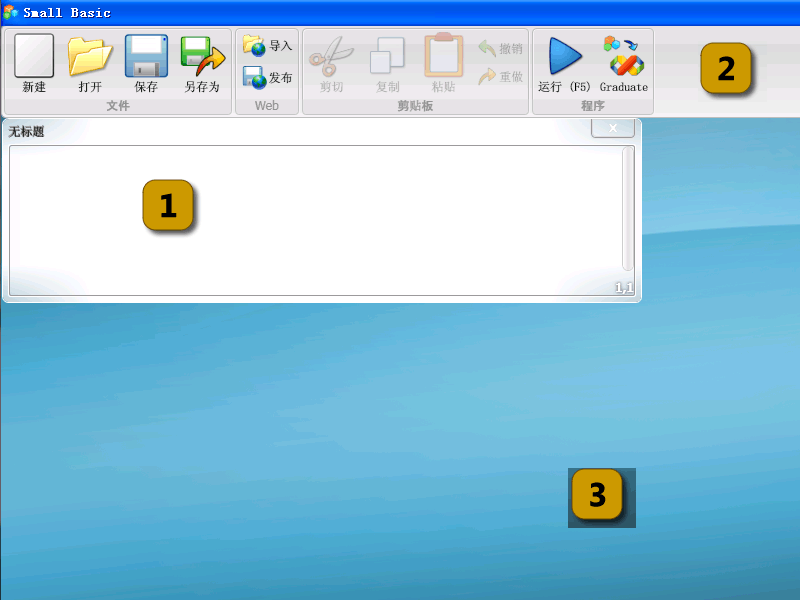 Small Basic
新建 打开 保存 另存为
文件
导入
发布
Web
剪切 复制 粘贴
撤销
重做
剪贴板
运行 (F5) Graduate
程序
2
无标题
1
1,1
3